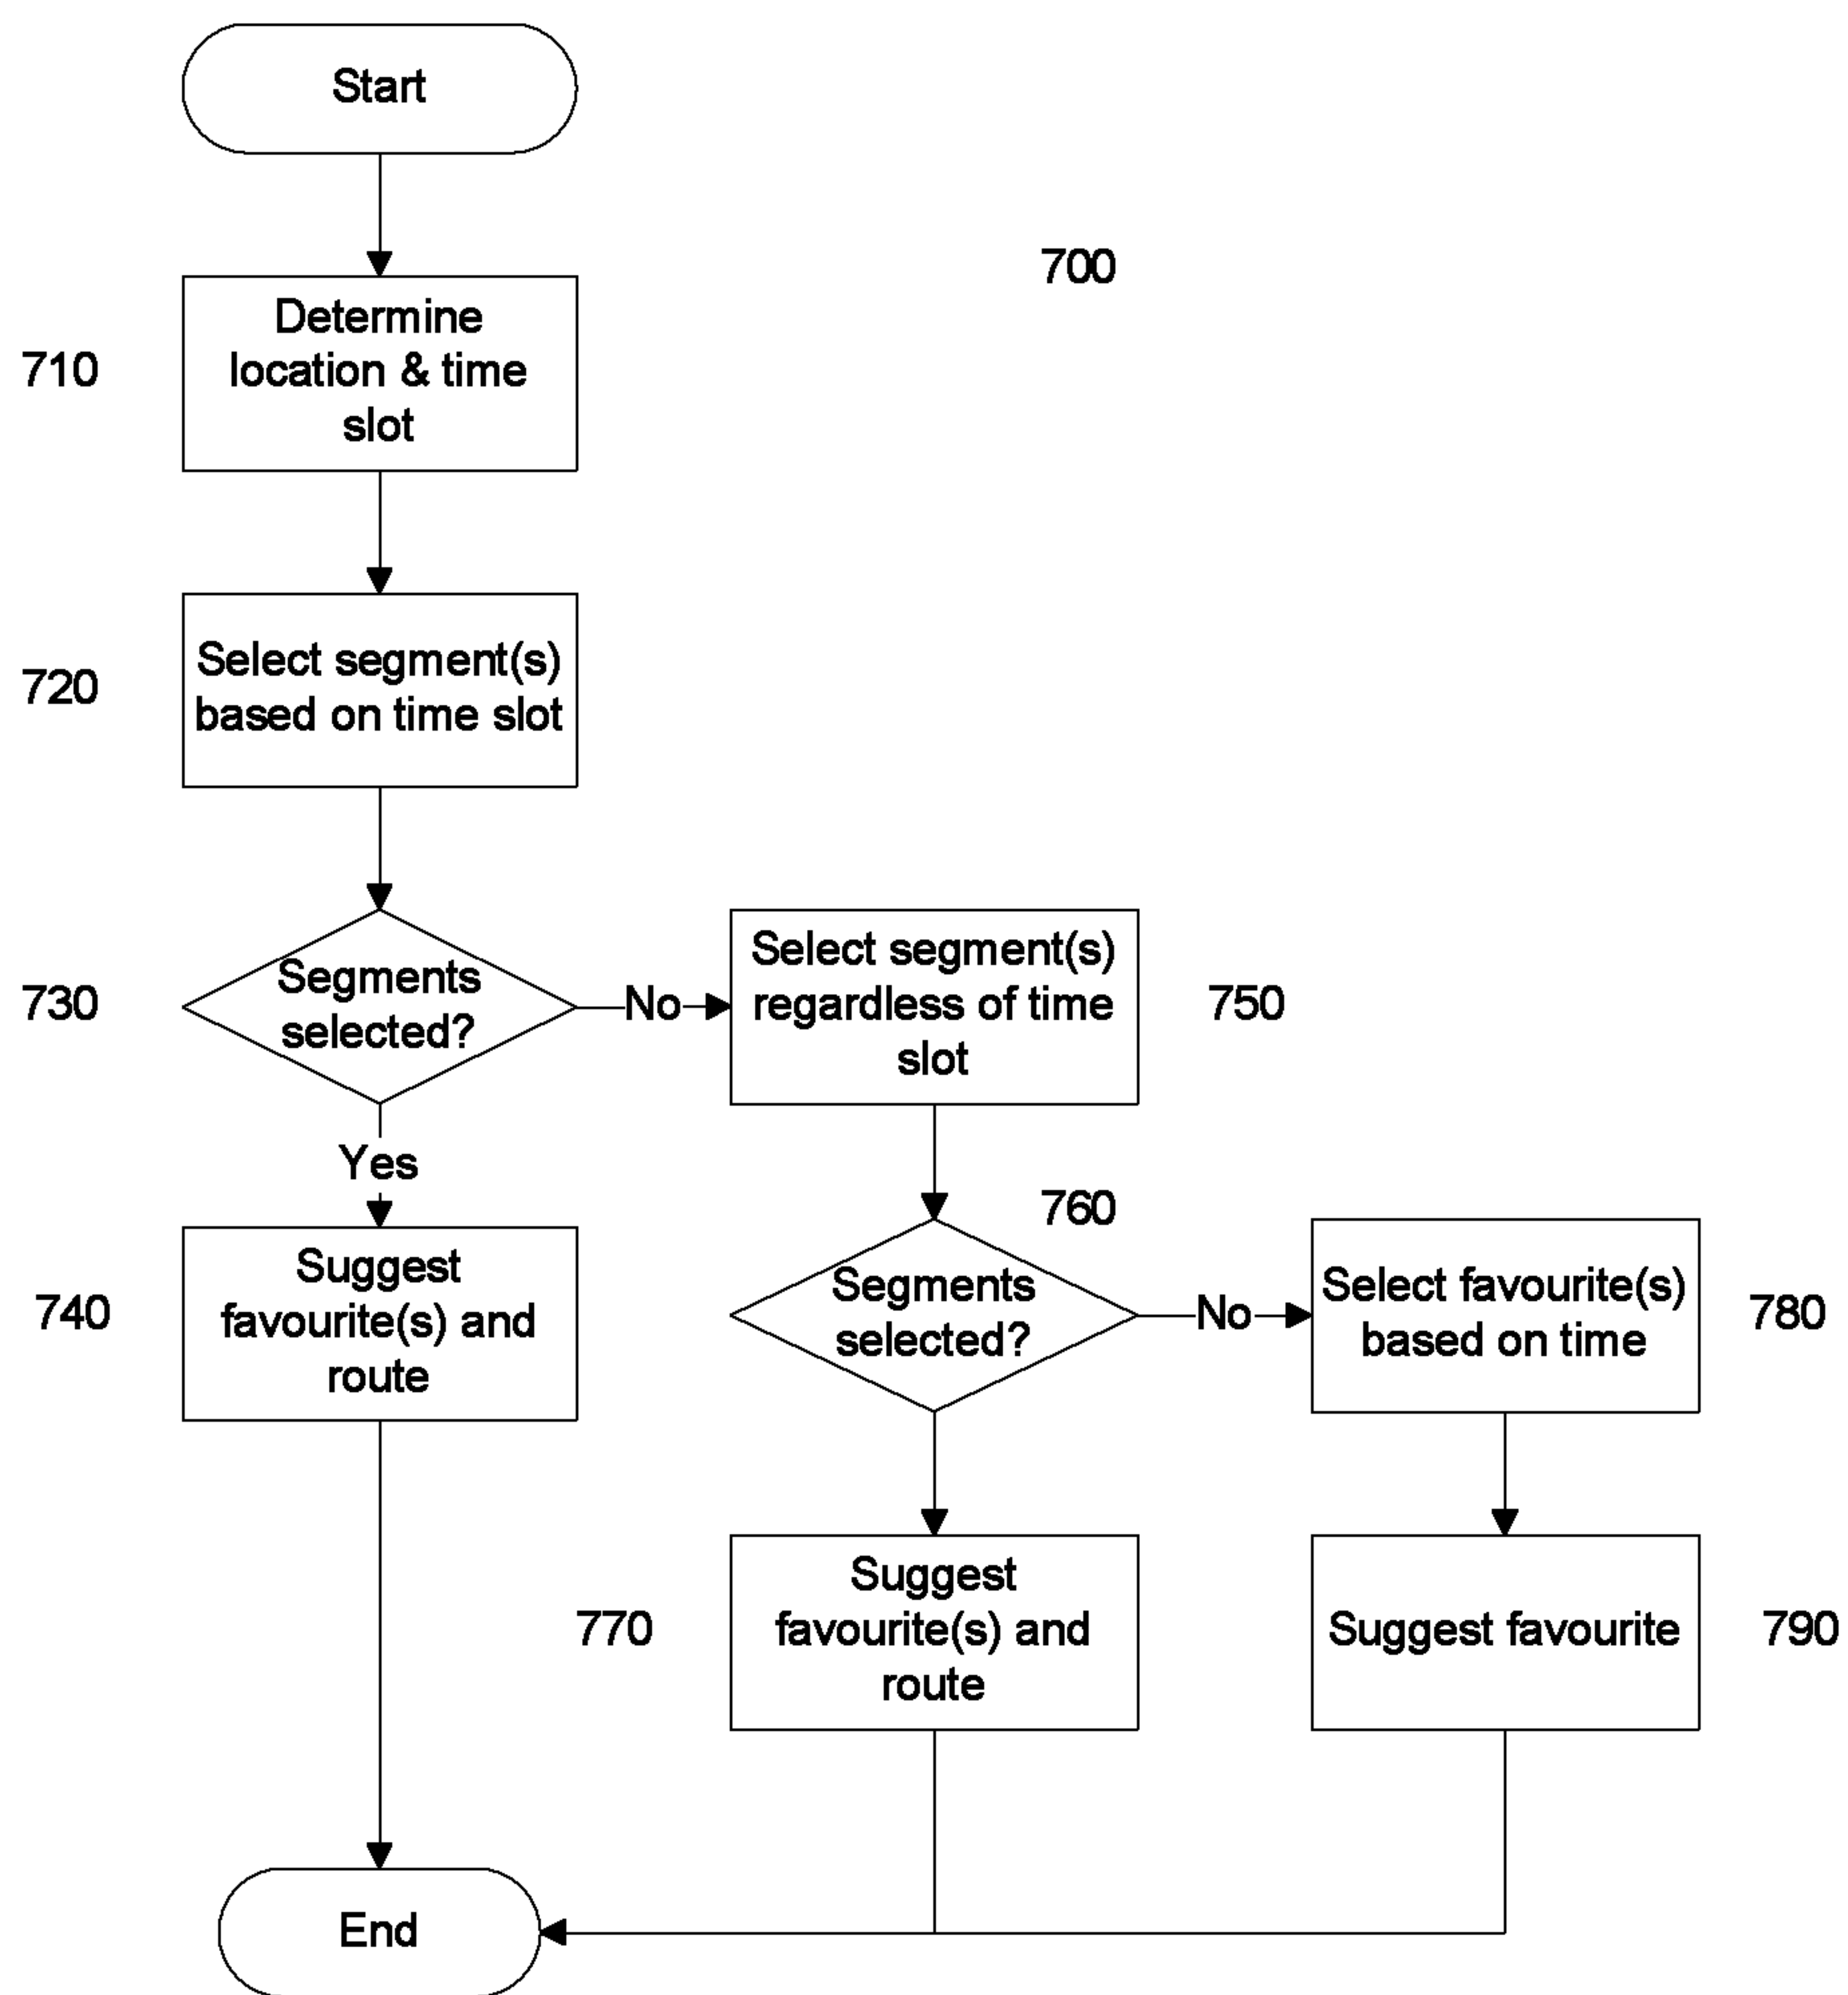 Start
700
710
Determine
location & time
slot
720
Select segment(s)
based on time slot
730
Segments
selected?
No
Select segment(s)
regardless of time
slot
750
Yes
740
Suggest
favourite(s) and
route
760
Segments
selected?
No
Select favourite(s)
based on time
780
770
Suggest
favourite(s) and
route
Suggest favourite
790
End